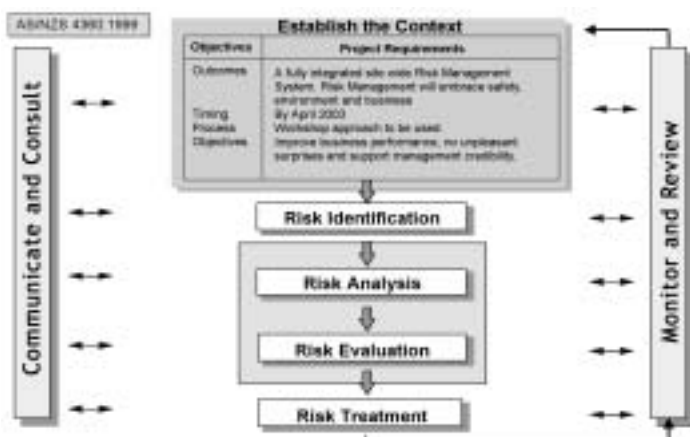 AS/NZS 4360 1999
Establish the Context
Objectives Project Requirements
Outcomes A fully integrated site wide Risk Management
System. Risk Management will embrace safety,
environment and business
Timing By April 2003
Process Workshop approach to be used
Objectives Improve business performance, no unpleasant
surprises and support management credibility.
Communicate and Consult
Risk Identification
Risk Analysis
Risk Evaluation
Risk Treatment
Monitor and Review